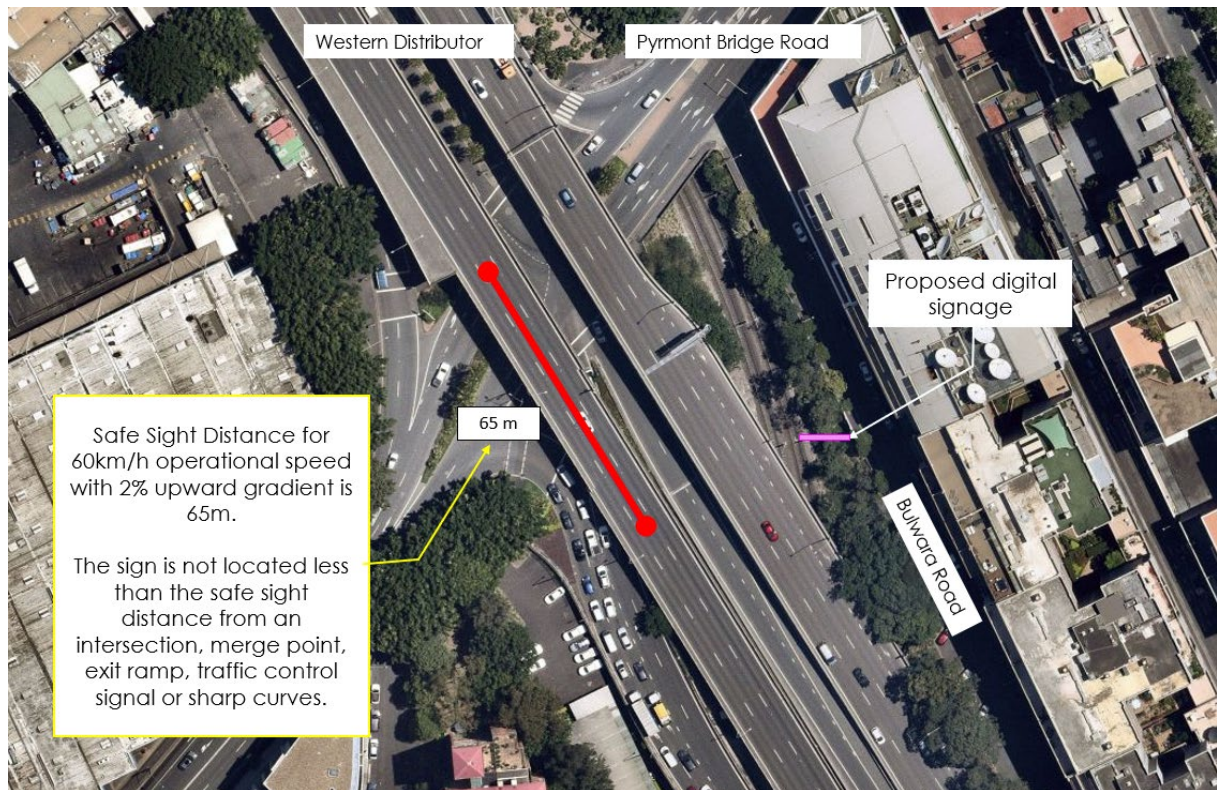 Western Distributor
Pyrmont Bridge Road
Proposed digital
signage
65 m
Safe Sight Distance for
60km/h operational speed
with 2% upward gradient is
65m.
The sign is not located less
than the safe sight
distance from an
intersection, merge point,
exit ramp, traffic control
signal or sharp curves.
Bulwara Road